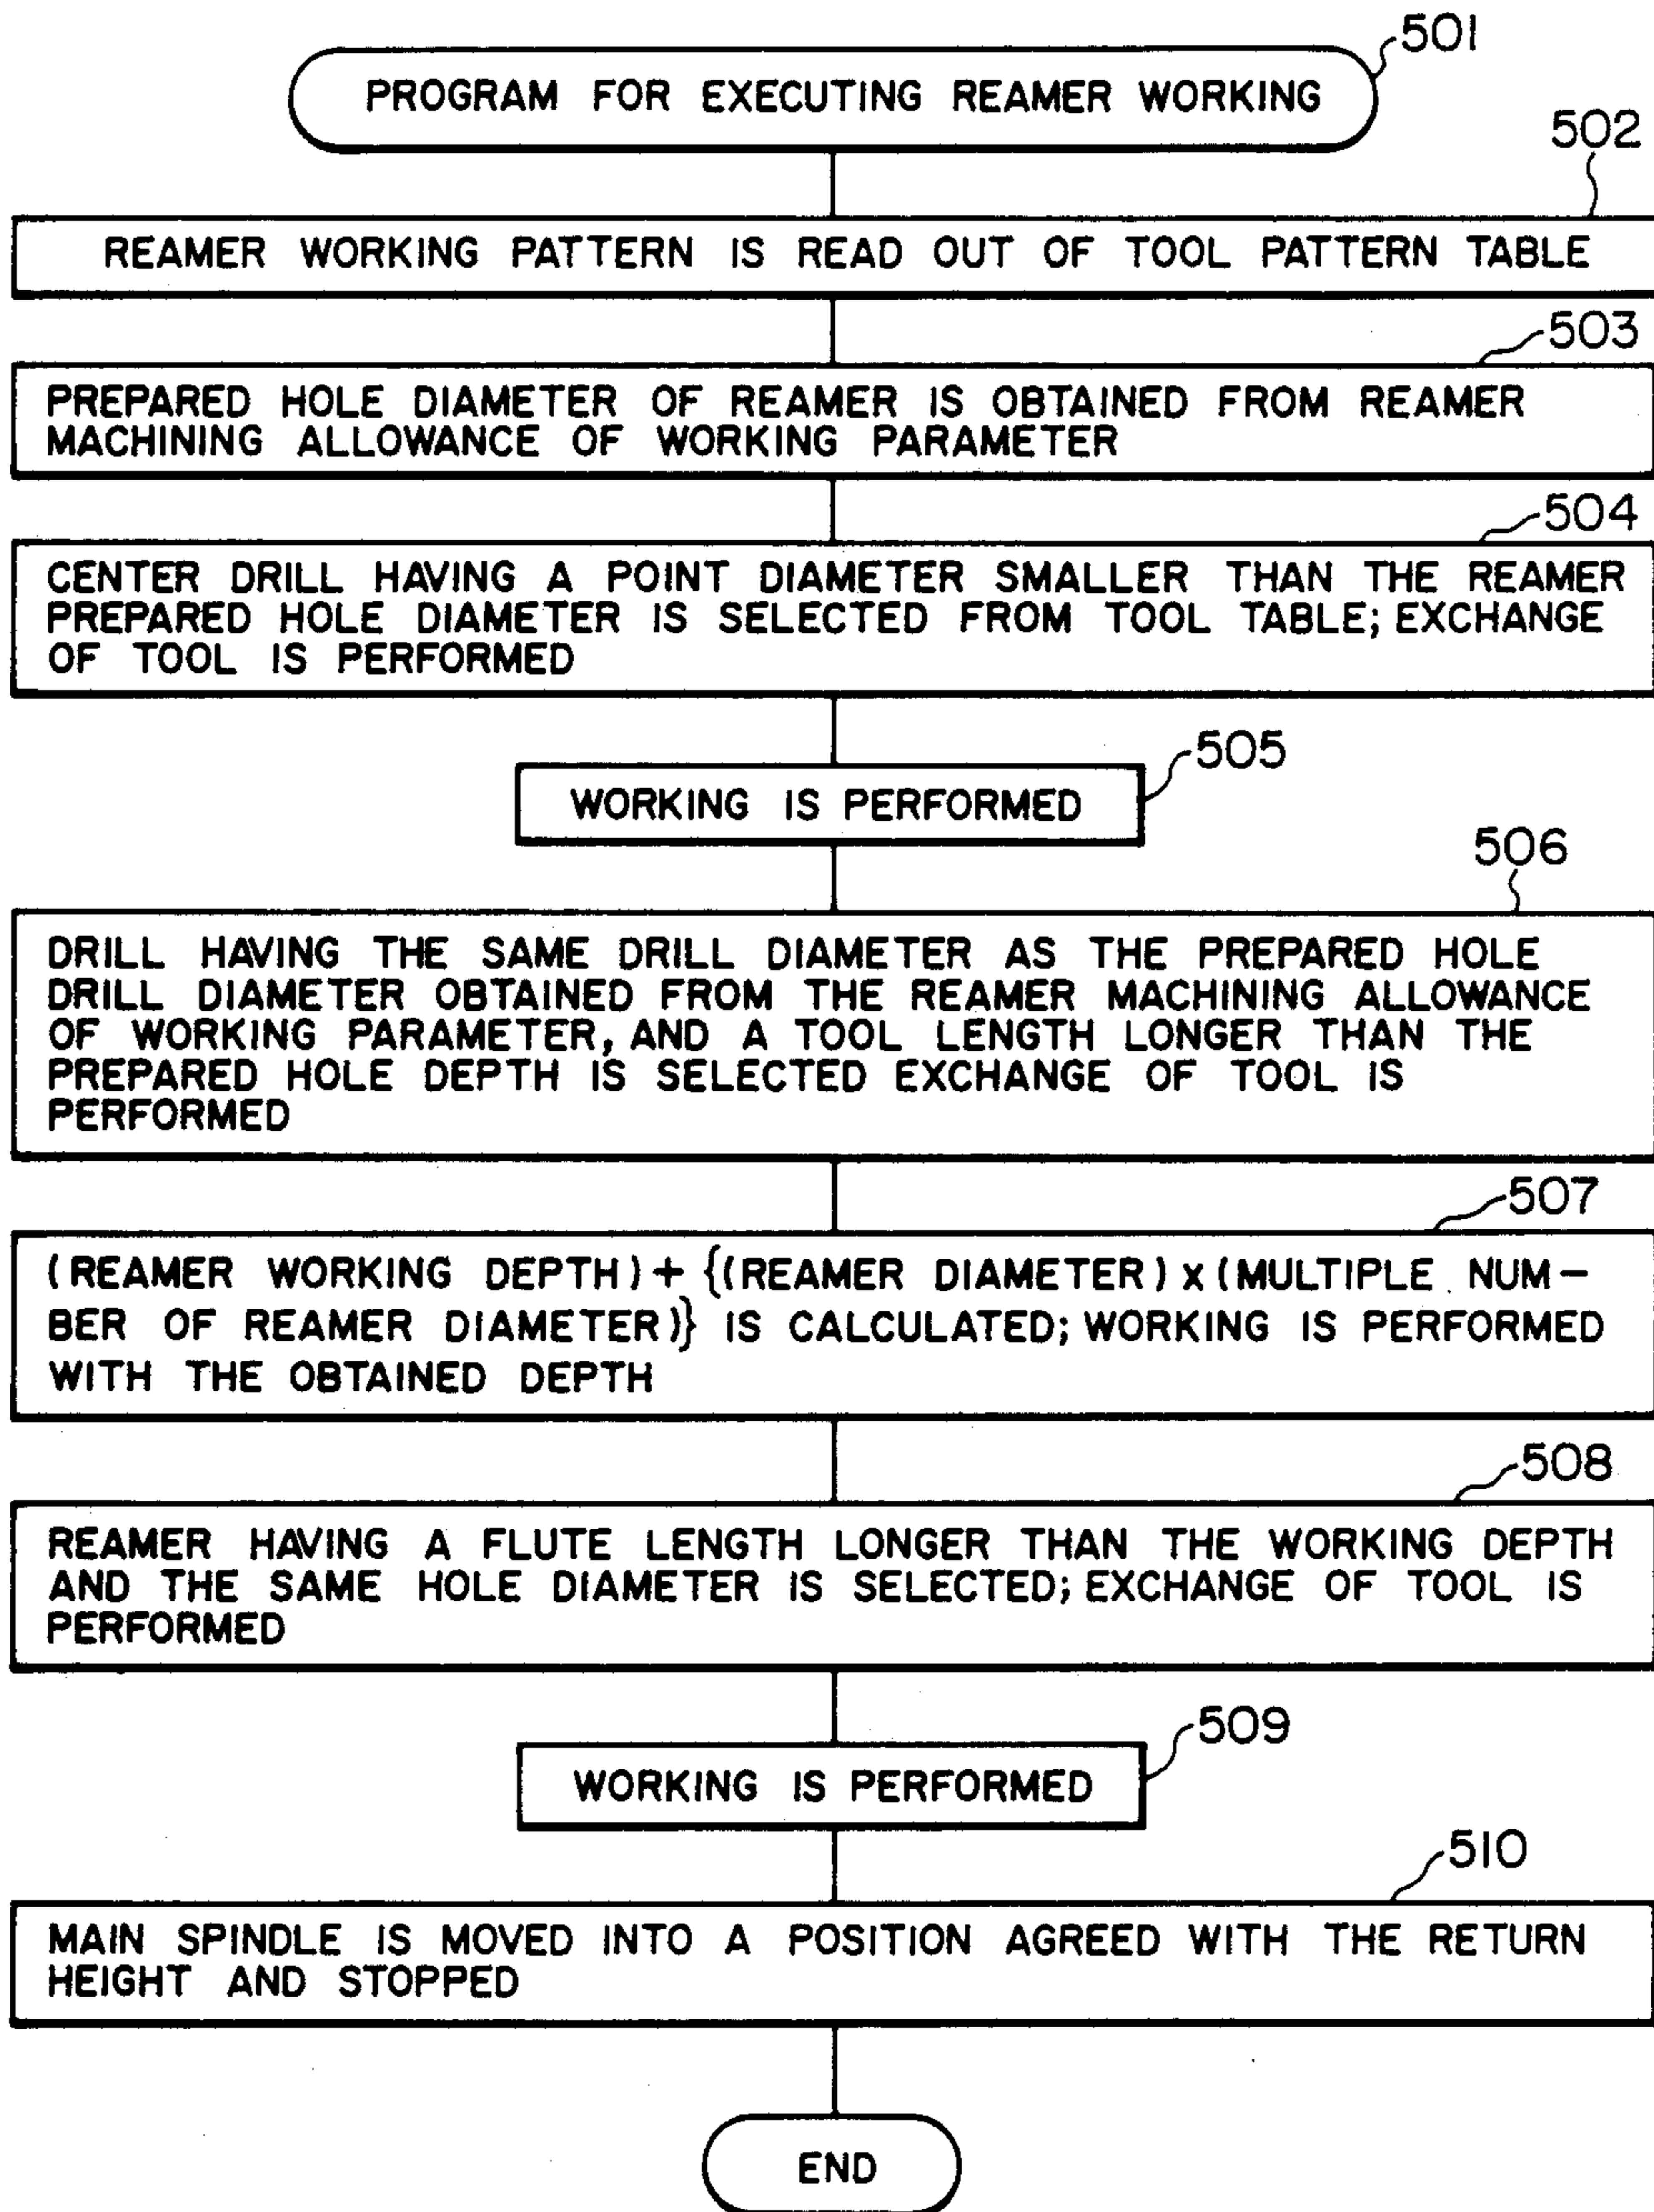 501
PROGRAM FOR EXECUTING REAMER WORKING
502
REAMER WORKING PATTERN IS READ OUT OF TOOL PATTERN TABLE
503
PREPARED HOLE DIAMETER OF REAMER IS OBTAINED FROM REAMER
MACHINING ALLOWANCE OF WORKING PARAMETER
504
CENTER DRILL HAVING A POINT DIAMETER SMALLER THAN THE REAMER
PREPARED HOLE DIAMETER IS SELECTED FROM TOOL TABLE; EXCHANGE
OF TOOL IS PERFORMED
505
WORKING IS PERFORMED
506
DRILL HAVING THE SAME DRILL DIAMETER AS THE PREPARED HOLE
DRILL DIAMETER OBTAINED FROM THE REAMER MACHINING ALLOWANCE
OF WORKING PARAMETER, AND A TOOL LENGTH LONGER THAN THE
PREPARED HOLE DEPTH IS SELECTED EXCHANGE OF TOOL IS
PERFORMED
507
(REAMER WORKING DEPTH) + {(REAMER DIAMETER) x (MULTIPLE NUM-
BER OF REAMER DIAMETER)} IS CALCULATED; WORKING IS PERFORMED
WITH THE OBTAINED DEPTH
508
REAMER HAVING A FLUTE LENGTH LONGER THAN THE WORKING DEPTH
AND THE SAME HOLE DIAMETER IS SELECTED; EXCHANGE OF TOOL IS
PERFORMED
509
WORKING IS PERFORMED
510
MAIN SPINDLE IS MOVED INTO A POSITION AGREED WITH THE RETURN
HEIGHT AND STOPPED
END